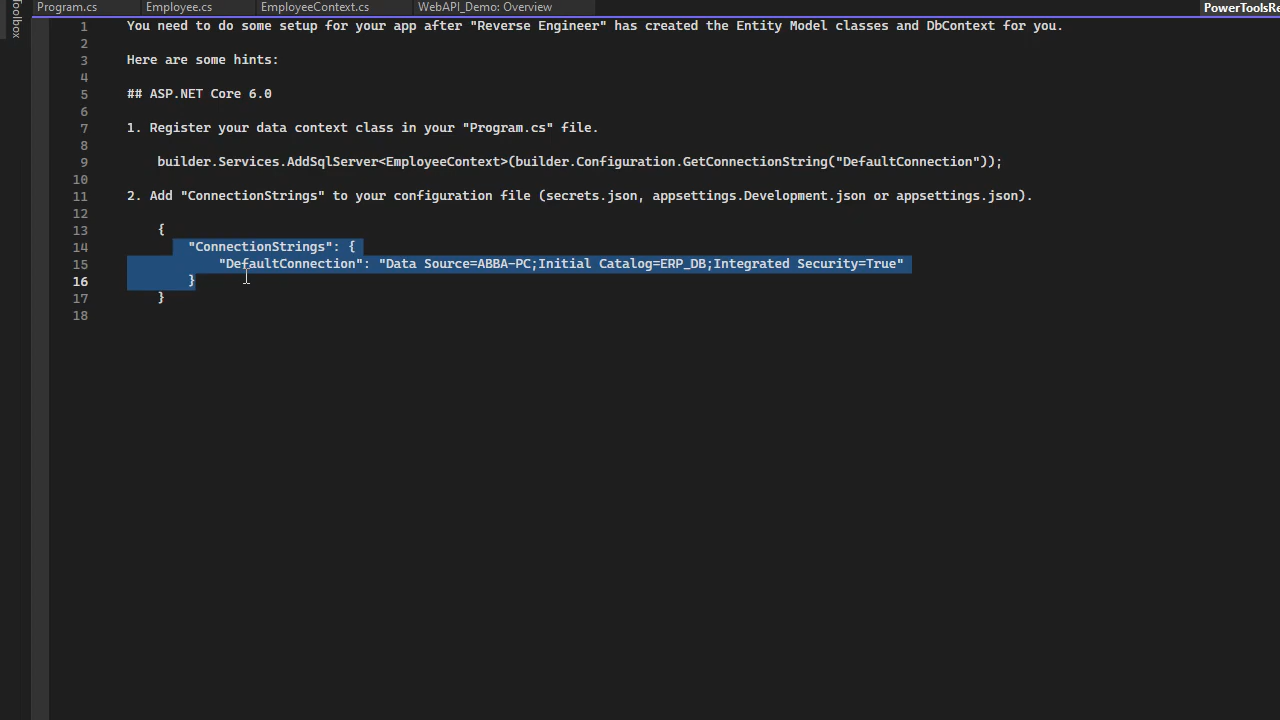 Program.cs Employee.cs EmployeeContext.cs WebAPI_Demo: Overview
Toolbox
1 You need to do some setup for your app after "Reverse Engineer" has created the Entity Model classes and DbContext for you.
2
3 Here are some hints:
4
5 ## ASP.NET Core 6.0
6
7 1. Register your data context class in your "Program.cs" file.
8
9 builder.Services.AddSqlServer<EmployeeContext>(builder.Configuration.GetConnectionString("DefaultConnection"));
10
11 2. Add "ConnectionStrings" to your configuration file (secrets.json, appsettings.Development.json or appsettings.json).
12
13 {
14 "ConnectionStrings": {
15 "DefaultConnection": "Data Source=ABBA-PC;Initial Catalog=ERP_DB;Integrated Security=True"
16 }
17 }
18